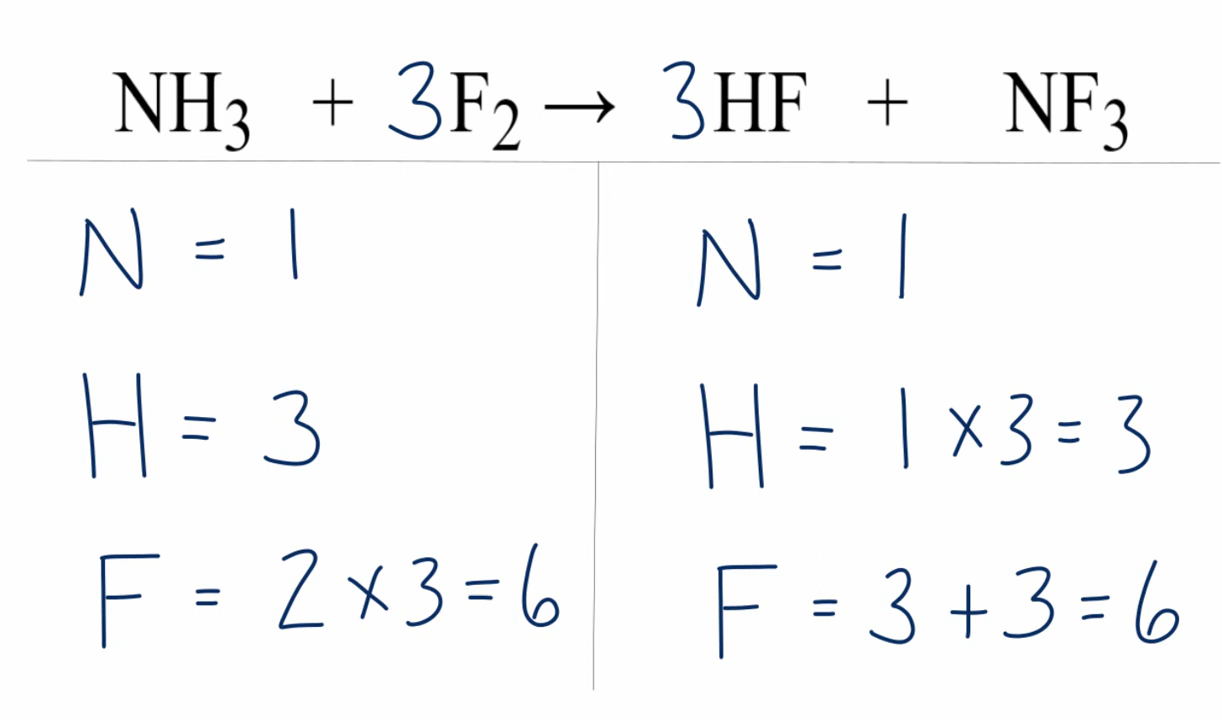 NH₃ + 3F₂ → 3HF + NF₃
N = 1
H = 3
F = 2 × 3 = 6
N = 1
H = 1 × 3 = 3
F = 3 + 3 = 6